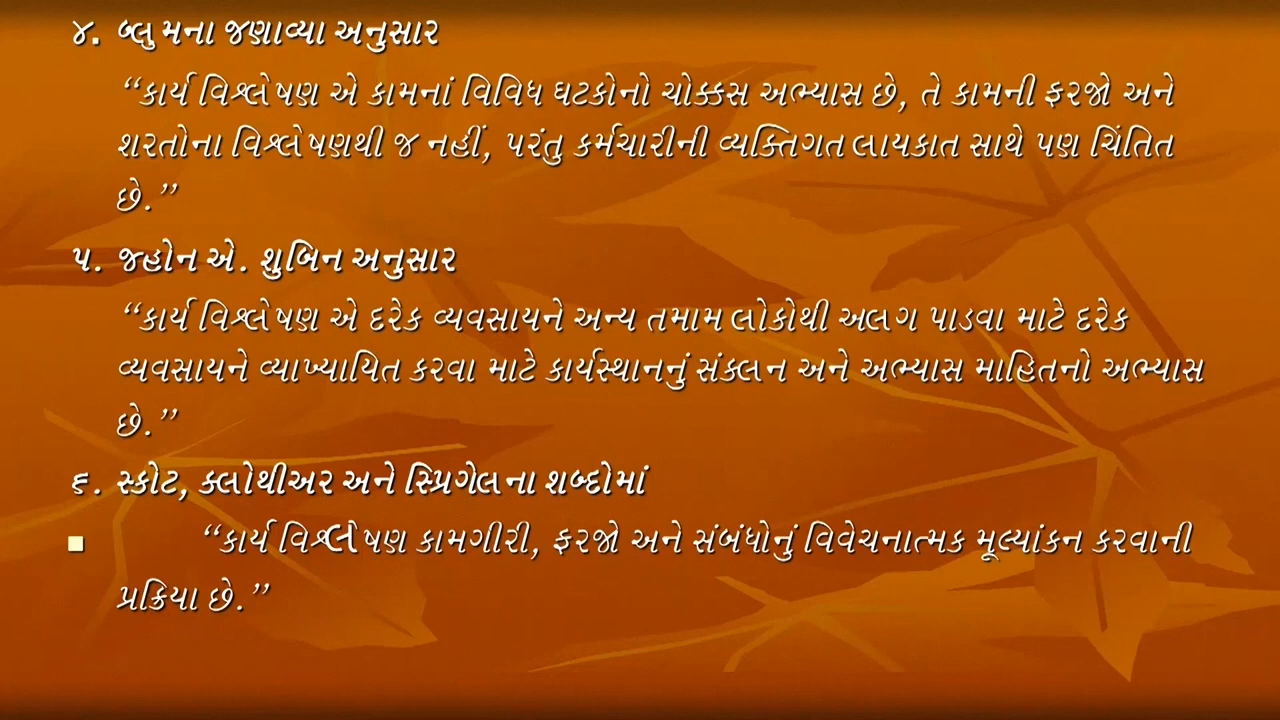 ૪. બ્લુમના જણાવ્યા અનુસાર
“કાર્ય વિશ્લેષણ એ કામનાં વિવિધ ઘટકોનો ચોક્કસ અભ્યાસ છે, તે કામની ફરજો અને
શરતોના વિશ્લેષણથી જ નહીં, પરંતુ કર્મચારીની વ્યક્તિગત લાયકાત સાથે પણ ચિંતિત
છે.”
૫. જ્હોન એ. શુબિન અનુસાર
“કાર્ય વિશ્લેષણ એ દરેક વ્યવસાયને અન્ય તમામ લોકોથી અલગ પાડવા માટે દરેક
વ્યવસાયને વ્યાખ્યાયિત કરવા માટે કાર્યસ્થાનનું સંકલન અને અભ્યાસ માહિતનો અભ્યાસ
છે.”
૬. સ્કોટ, ક્લોથીઅર અને સ્પ્રિગેલના શબ્દોમાં
“કાર્ય વિશ્લેષણ કામગીરી, ફરજો અને સંબંધોનું વિવેચનાત્મક મૂલ્યાંકન કરવાની
પ્રક્રિયા છે.”